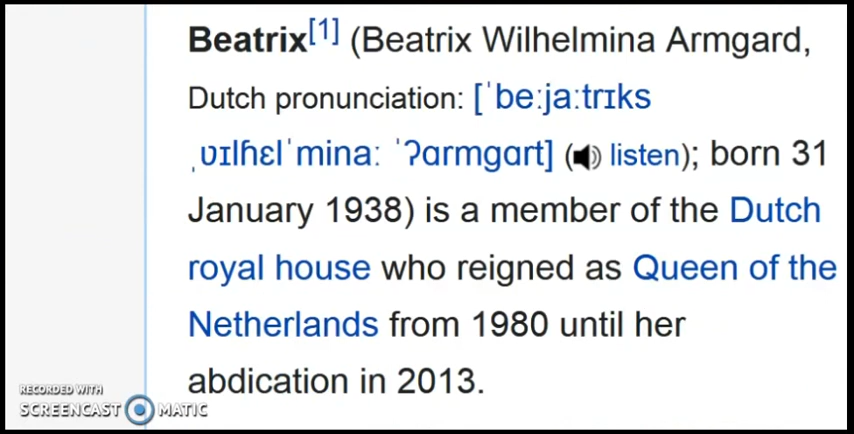 Beatrix[1] (Beatrix Wilhelmina Armgard,
Dutch pronunciation: [ˈbeːjaːtrɪks
ˌʋɪlɦɛlˈminaː ˈʔɑrmɡɑrt] (listen); born 31
January 1938) is a member of the Dutch
royal house who reigned as Queen of the
Netherlands from 1980 until her
abdication in 2013.
RECORDED WITH
SCREENCAST MATIC